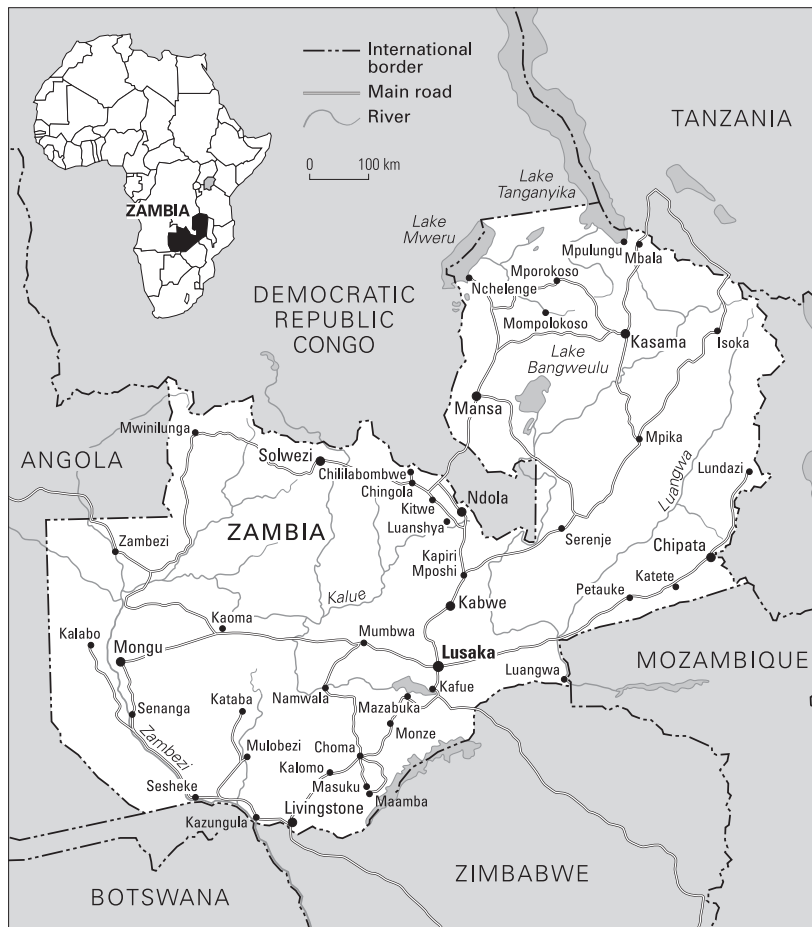 International
border
Main road
River
0 100 km
ZAMBIA
TANZANIA
Lake
Tanganyika
Lake
Mweru
DEMOCRATIC
REPUBLIC
CONGO
Mpulungu
Mbala
Mporokoso
Nchelenge
Mompolokoso
Kasama
Isoka
Lake
Bangweulu
Mansa
Mwinilunga
Mpika
Solwezi
ANGOLA
Chililabombwe
Lundazi
Chingola
Luangwa
Kitwe
Ndola
ZAMBIA
Luanshya
Serenje
Zambezi
Chipata
Kapiri
Mposhi
Katete
Petauke
Kalue
Kabwe
Kaoma
Kalabo
Mumbwa
Mongu
Lusaka
MOZAMBIQUE
Luangwa
Kafue
Namwala
Kataba
Mazabuka
Senanga
Monze
Zambezi
Mulobezi
Choma
Kalomo
Sesheke
Masuku
Maamba
Livingstone
Kazungula
ZIMBABWE
BOTSWANA